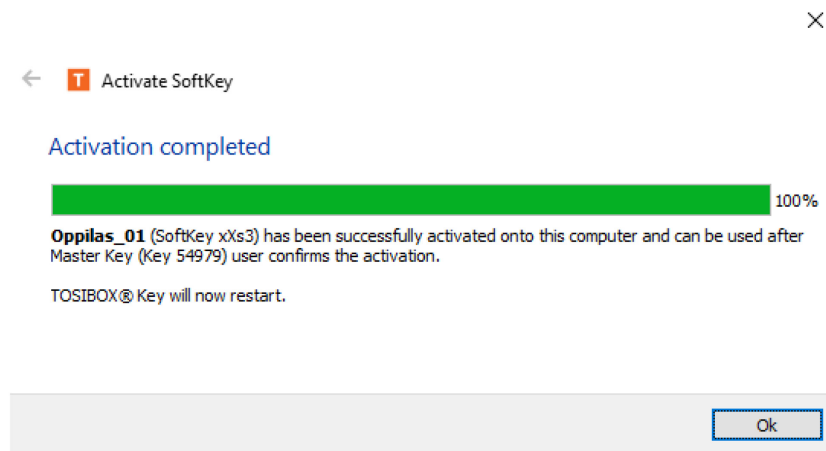 T Activate SoftKey
Activation completed
100%
Oppilas_01 (SoftKey xXs3) has been successfully activated onto this computer and can be used after
Master Key (Key 54979) user confirms the activation.
TOSIBOX® Key will now restart.
Ok